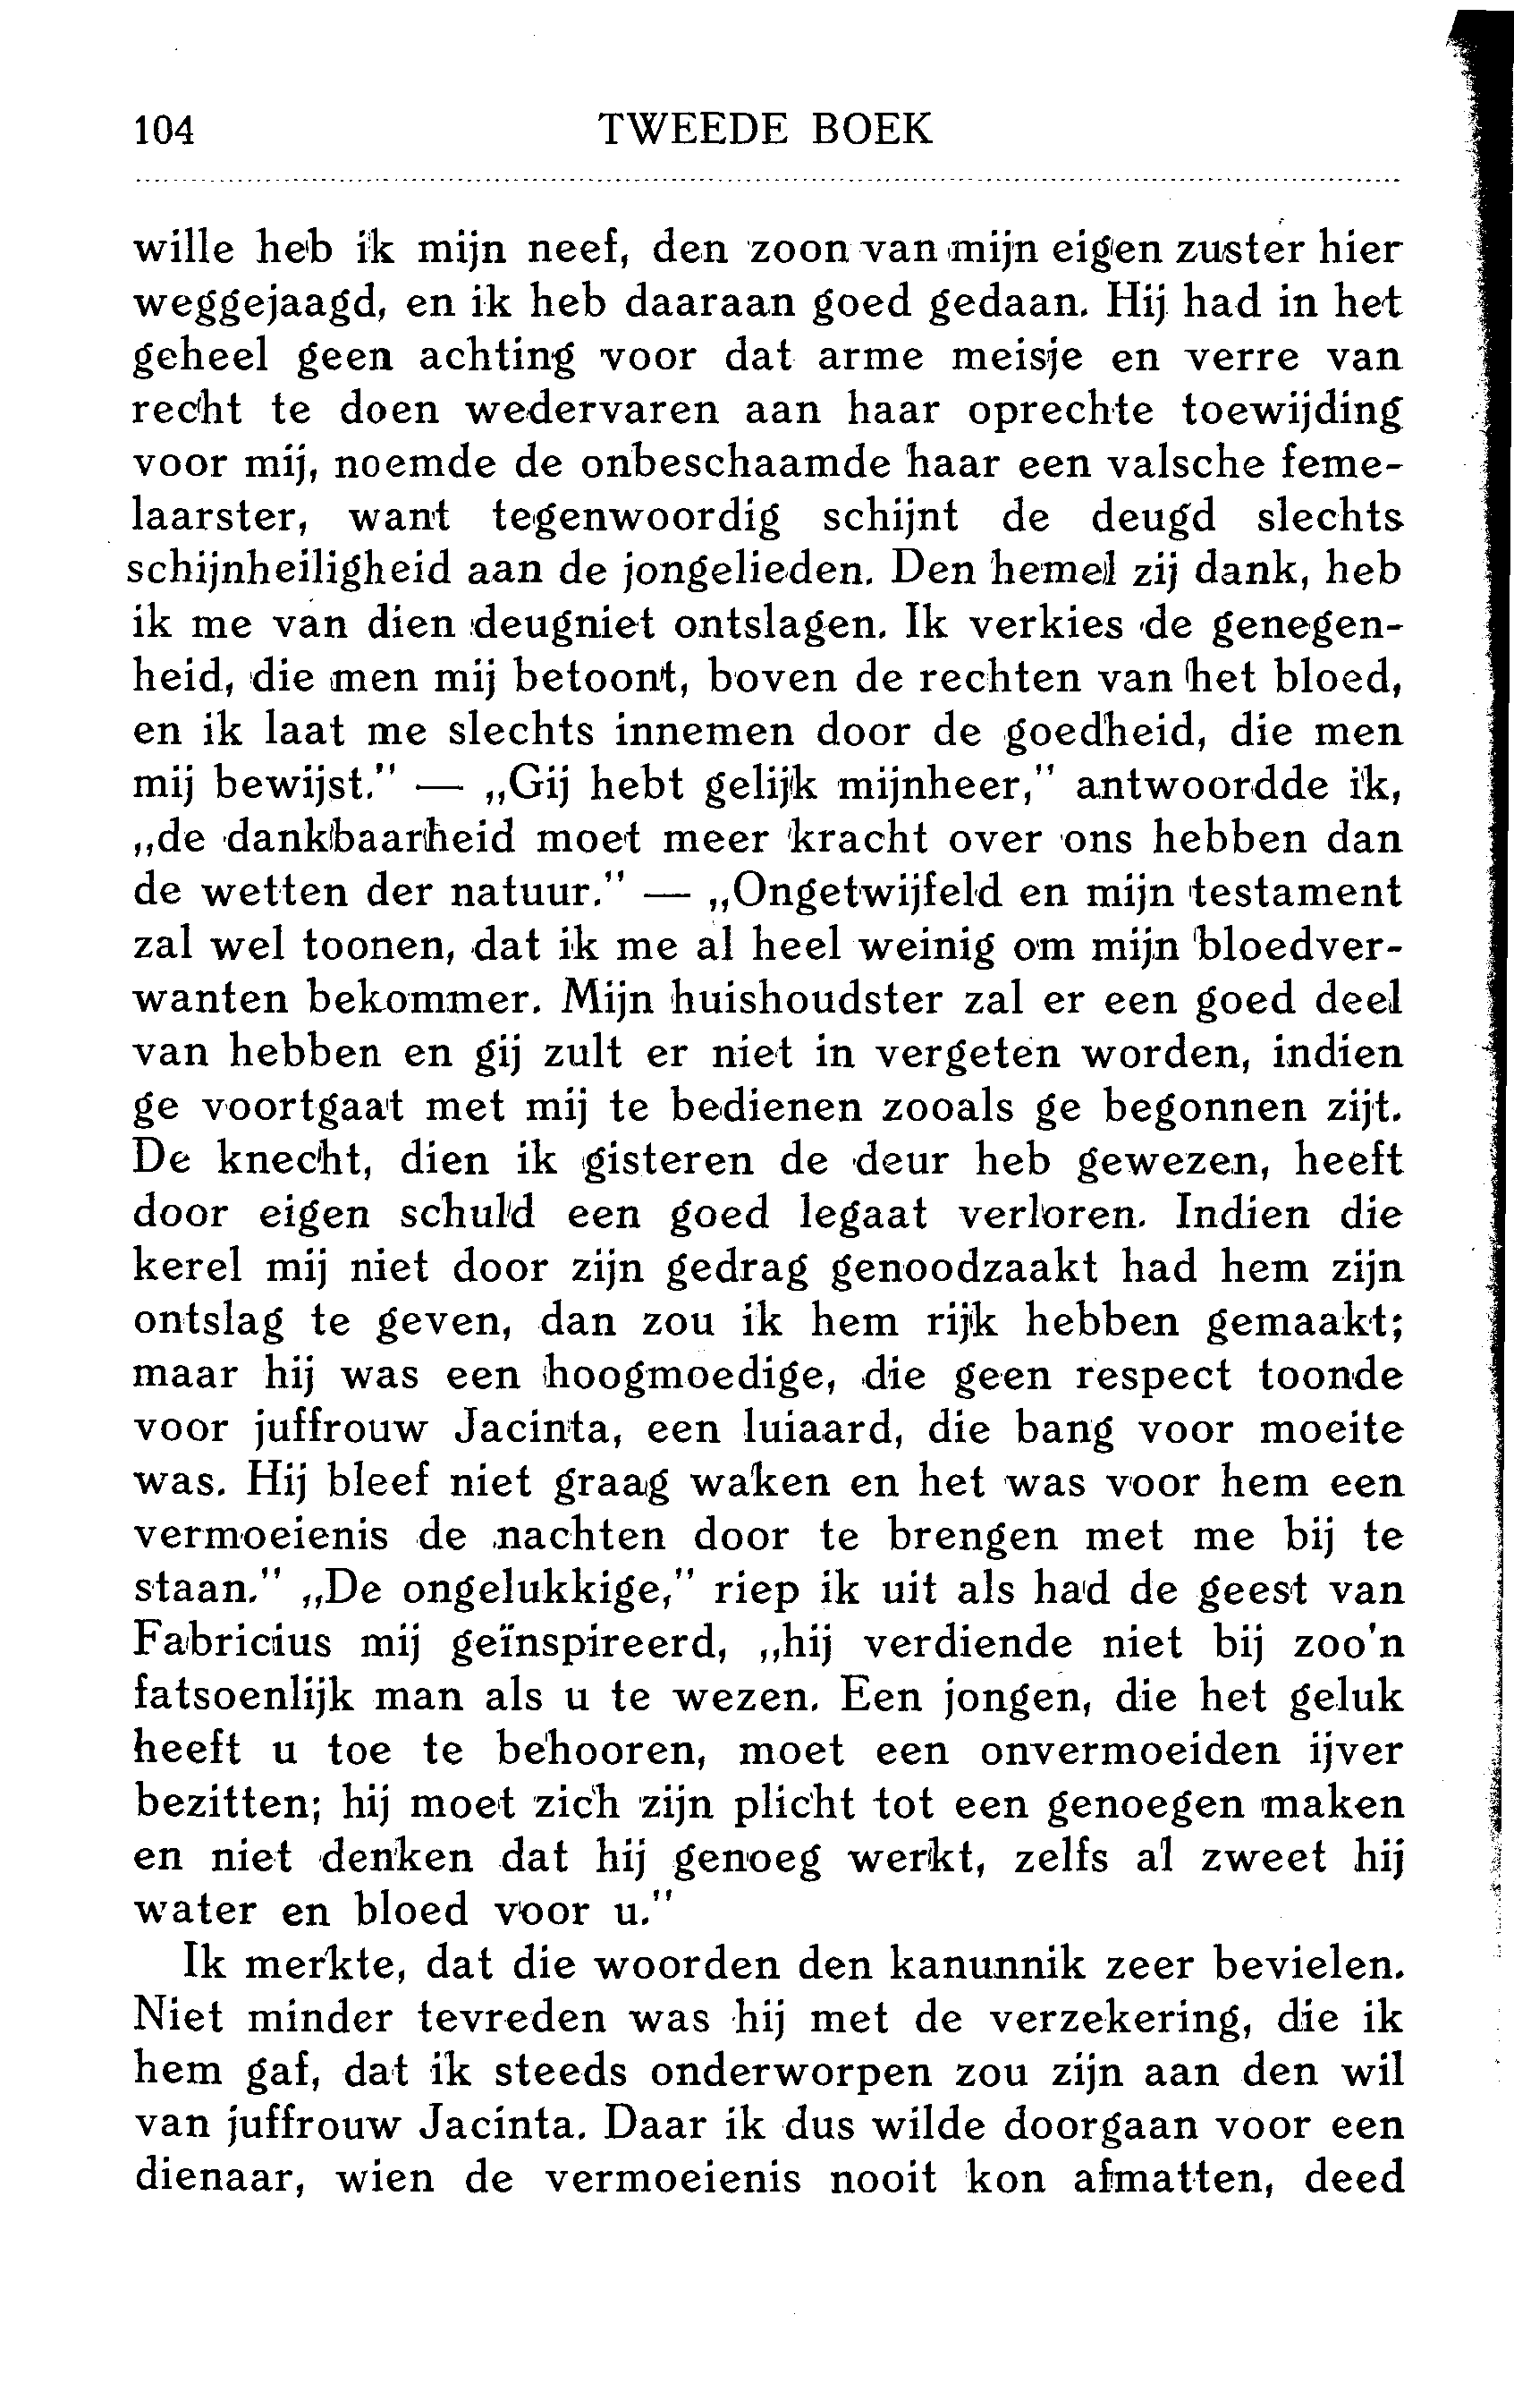 104 TWEEDE BOEK
wille heb ik mijn neef, den zoon van mijn eigen zuster hier
weggejaagd, en ik heb daaraan goed gedaan. Hij had in het
geheel geen achting voor dat arme meisje en verre van
recht te doen wedervaren aan haar oprechte toewijding
voor mij, noemde de onbeschaamde haar een valsche feme-
laarster, want tegenwoordig schijnt de deugd slechts
schijnheiligheid aan de jongelieden. Den hemel zij dank, heb
ik me van dien deugniet ontslagen. Ik verkies de genegen-
heid, die men mij betoont, boven de rechten van het bloed,
en ik laat me slechts innemen door de goedheid, die men
mij bewijst." — „Gij hebt gelijk mijnheer," antwoordde ik,
„de dankbaarheid moet meer kracht over ons hebben dan
de wetten der natuur." — „Ongetwijfeld en mijn testament
zal wel toonen, dat ik me al heel weinig om mijn bloedver-
wanten bekommer. Mijn huishoudster zal er een goed deel
van hebben en gij zult er niet in vergeten worden, indien
ge voortgaat met mij te bedienen zooals ge begonnen zijt.
De knecht, dien ik gisteren de deur heb gewezen, heeft
door eigen schuld een goed legaat verloren. Indien die
kerel mij niet door zijn gedrag genoodzaakt had hem zijn
ontslag te geven, dan zou ik hem rijk hebben gemaakt;
maar hij was een hoogmoedige, die geen respect toonde
voor juffrouw Jacinta, een luiaard, die bang voor moeite
was. Hij bleef niet graag waken en het was voor hem een
vermoeienis de nachten door te brengen met me bij te
staan." „De ongelukkige," riep ik uit als had de geest van
Fabricius mij geïnspireerd, „hij verdiende niet bij zoo'n
fatsoenlijk man als u te wezen. Een jongen, die het geluk
heeft u toe te behooren, moet een onvermoeiden ijver
bezitten; hij moet zich zijn plicht tot een genoegen maken
en niet denken dat hij genoeg werkt, zelfs al zweet hij
water en bloed voor u."
Ik merkte, dat die woorden den kanunnik zeer bevielen.
Niet minder tevreden was hij met de verzekering, die ik
hem gaf, dat ik steeds onderworpen zou zijn aan den wil
van juffrouw Jacinta. Daar ik dus wilde doorgaan voor een
dienaar, wien de vermoeienis nooit kon afmatten, deed